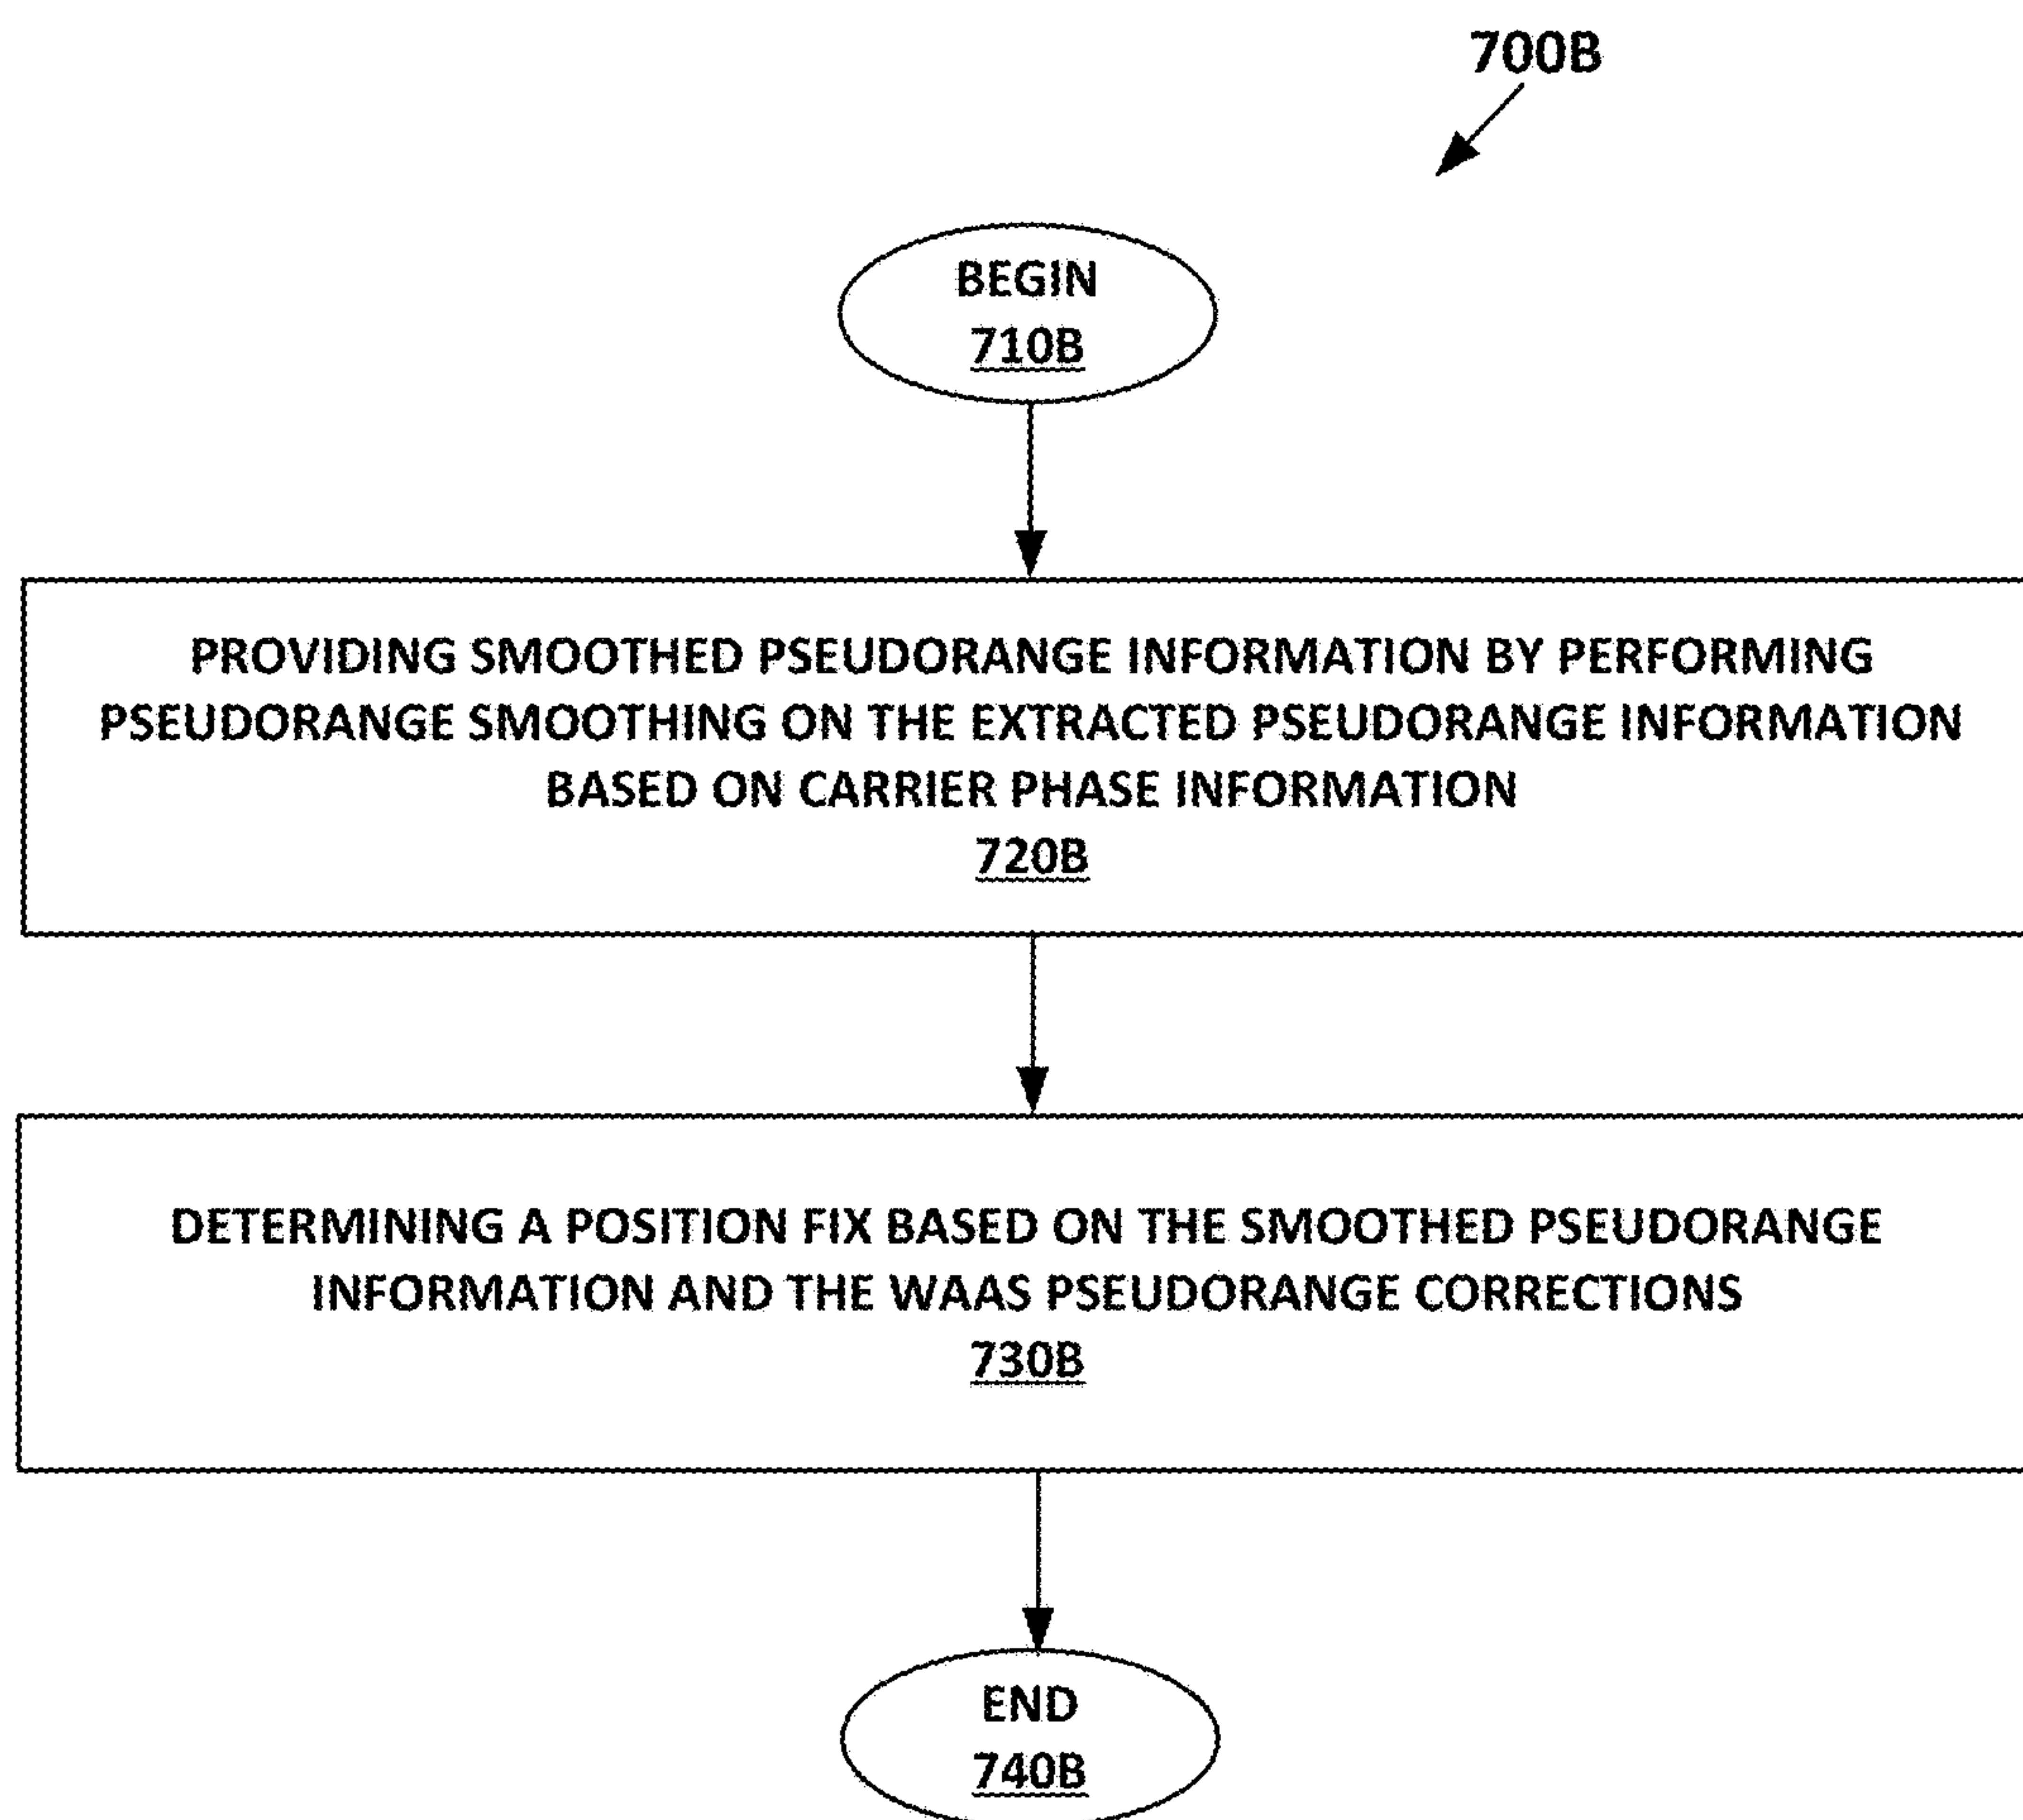 700B
BEGIN
710B
PROVIDING SMOOTHED PSEUDORANGE INFORMATION BY PERFORMING
PSEUDORANGE SMOOTHING ON THE EXTRACTED PSEUDORANGE INFORMATION
BASED ON CARRIER PHASE INFORMATION
720B
DETERMINING A POSITION FIX BASED ON THE SMOOTHED PSEUDORANGE
INFORMATION AND THE WAAS PSEUDORANGE CORRECTIONS
730B
END
740B